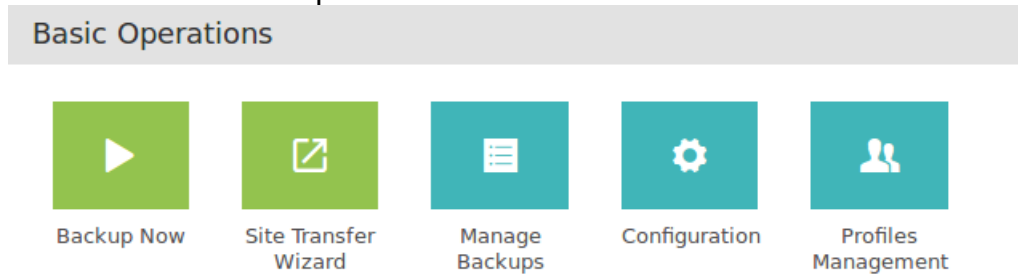 Basic Operations
Backup Now
Site Transfer
Wizard
Manage
Backups
Configuration
Profiles
Management